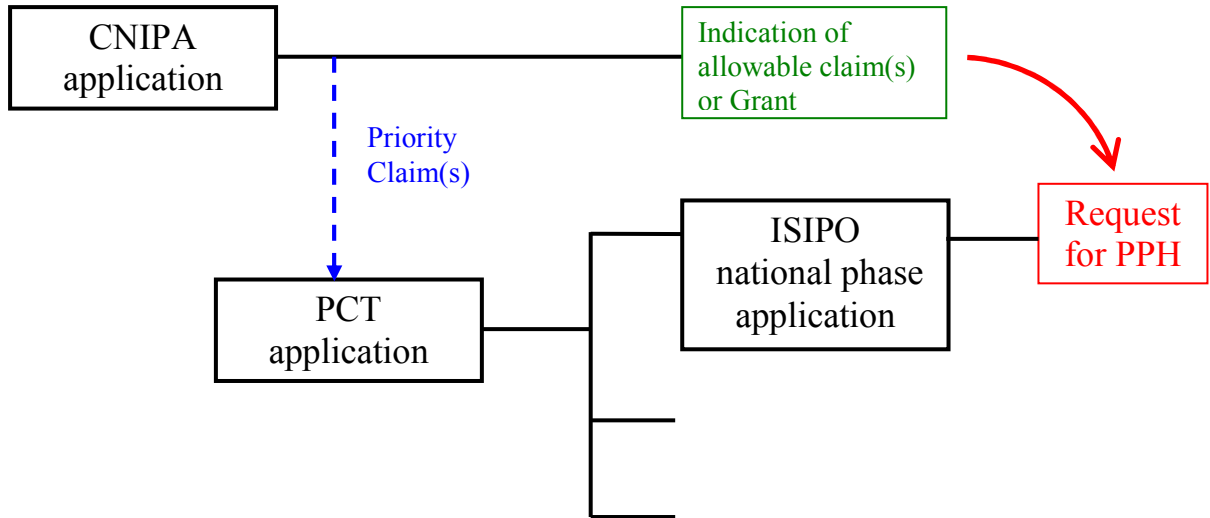 CNIPA
application
Indication of
allowable claim(s)
or Grant
Priority
Claim(s)
ISIPO
national phase
application
Request
for PPH
PCT
application